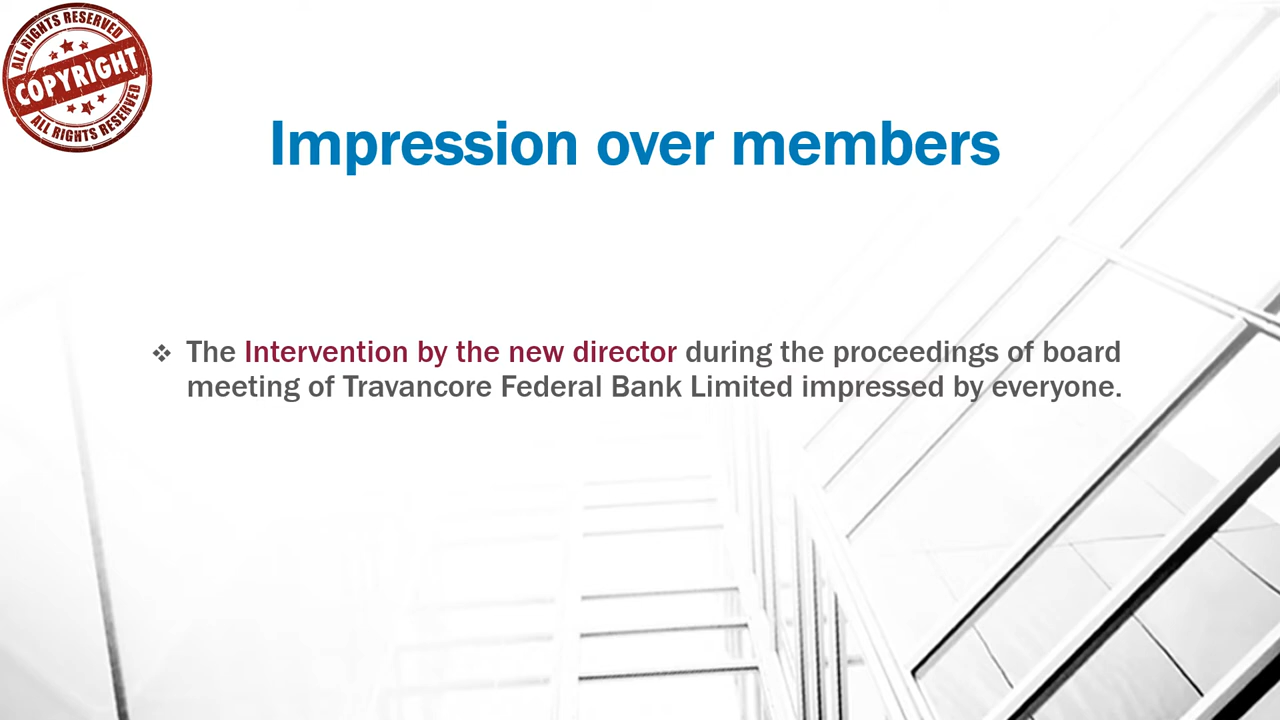 ALL RIGHTS RESERVED
COPYRIGHT
ALL RIGHTS RESERVED
Impression over members
❖ The Intervention by the new director during the proceedings of board
meeting of Travancore Federal Bank Limited impressed by everyone.